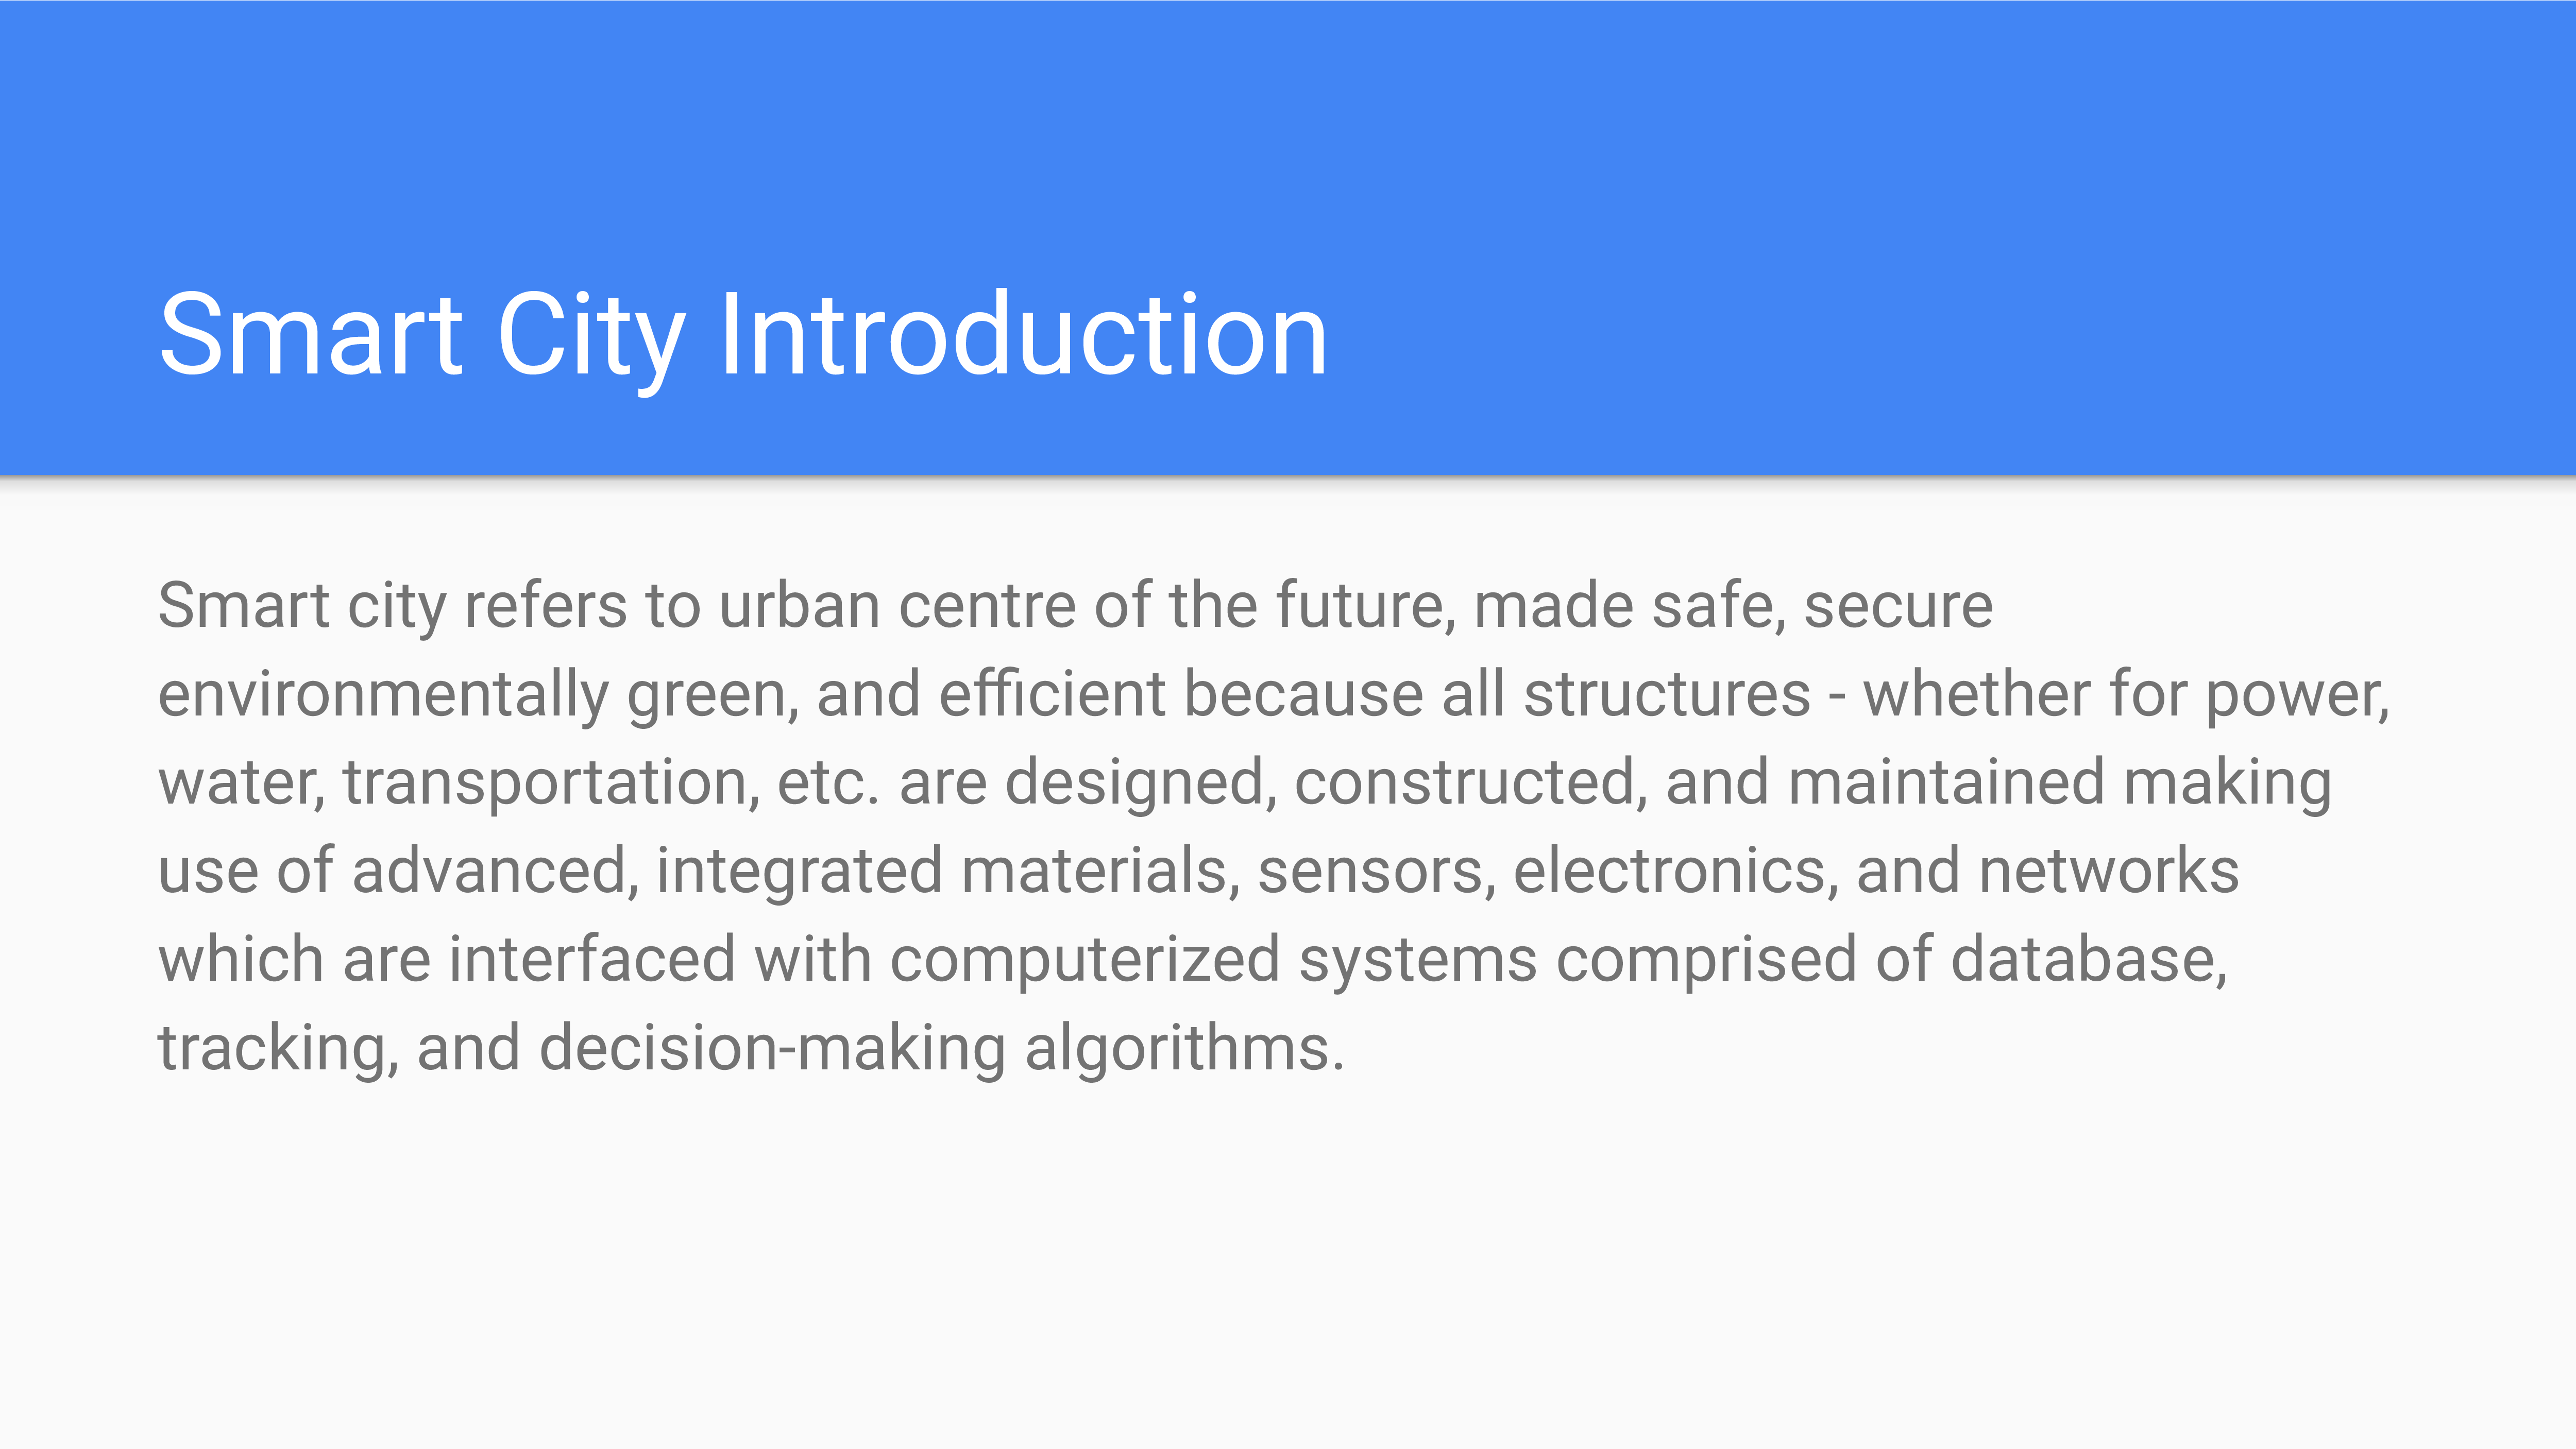 Smart City Introduction
Smart city refers to urban centre of the future, made safe, secure
environmentally green, and efficient because all structures - whether for power,
water, transportation, etc. are designed, constructed, and maintained making
use of advanced, integrated materials, sensors, electronics, and networks
which are interfaced with computerized systems comprised of database,
tracking, and decision-making algorithms.